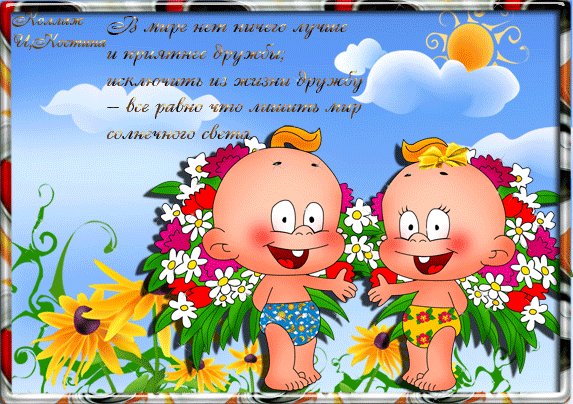 Коллаж
И,Костина
В мире нет ничего лучше
и приятнее дружбы;
исключить из жизни дружбу
– все равно что лишить мир
солнечного света.